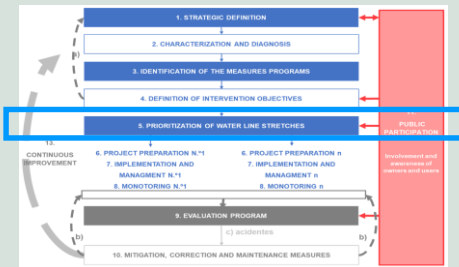 1. STRATEGIC DEFINITION
2. CHARACTERIZATION AND DIAGNOSIS
a)
3. IDENTIFICATION OF THE MEASURES PROGRAMS
4. DEFINITION OF INTERVENTION OBJECTIVES
5. PRIORITIZATION OF WATER LINE STRETCHES
PUBLIC
PARTICIPATION
Involvement and
awareness of
owners and users
13.
CONTINUOUS
IMPROVEMENT
6. PROJECT PREPARATION N.^1
7. IMPLEMENTATION AND
MANAGMENT N.^1
8. MONOTORING N.^1
6. PROJECT PREPARATION n
7. IMPLEMENTATION AND
MANAGMENT n
8. MONOTORING n
9. EVALUATION PROGRAM
b)
c) acidentes
b)
10. MITIGATION, CORRECTION AND MAINTENANCE MEASURES